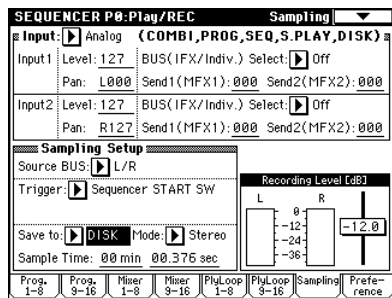 SEQUENCER P0:Play/REC Sampling
Input: Analog (COMBI,PROG,SEQ,S.PLAY,DISK)
Input1 Level: 127 BUS(IFX/Indiv.) Select: Off
Pan: L000 Send1(MFX1): 000 Send2(MFX2): 000
Input2 Level: 127 BUS(IFX/Indiv.) Select: Off
Pan: R127 Send1(MFX1): 000 Send2(MFX2): 000
Sampling Setup
Source BUS: L/R
Trigger: Sequencer START SW
Save to: DISK Mode: Stereo
Sample Time: 00 min 00.376 sec
Recording Level [dB]
L R
0
-12
-24
-36
-12.0
Prog. 1-8 Prog. 9-16 Mixer 1-8 Mixer 9-16 PlyLoop 1-8 PlyLoop 9-16 Sampling Prefe-rence